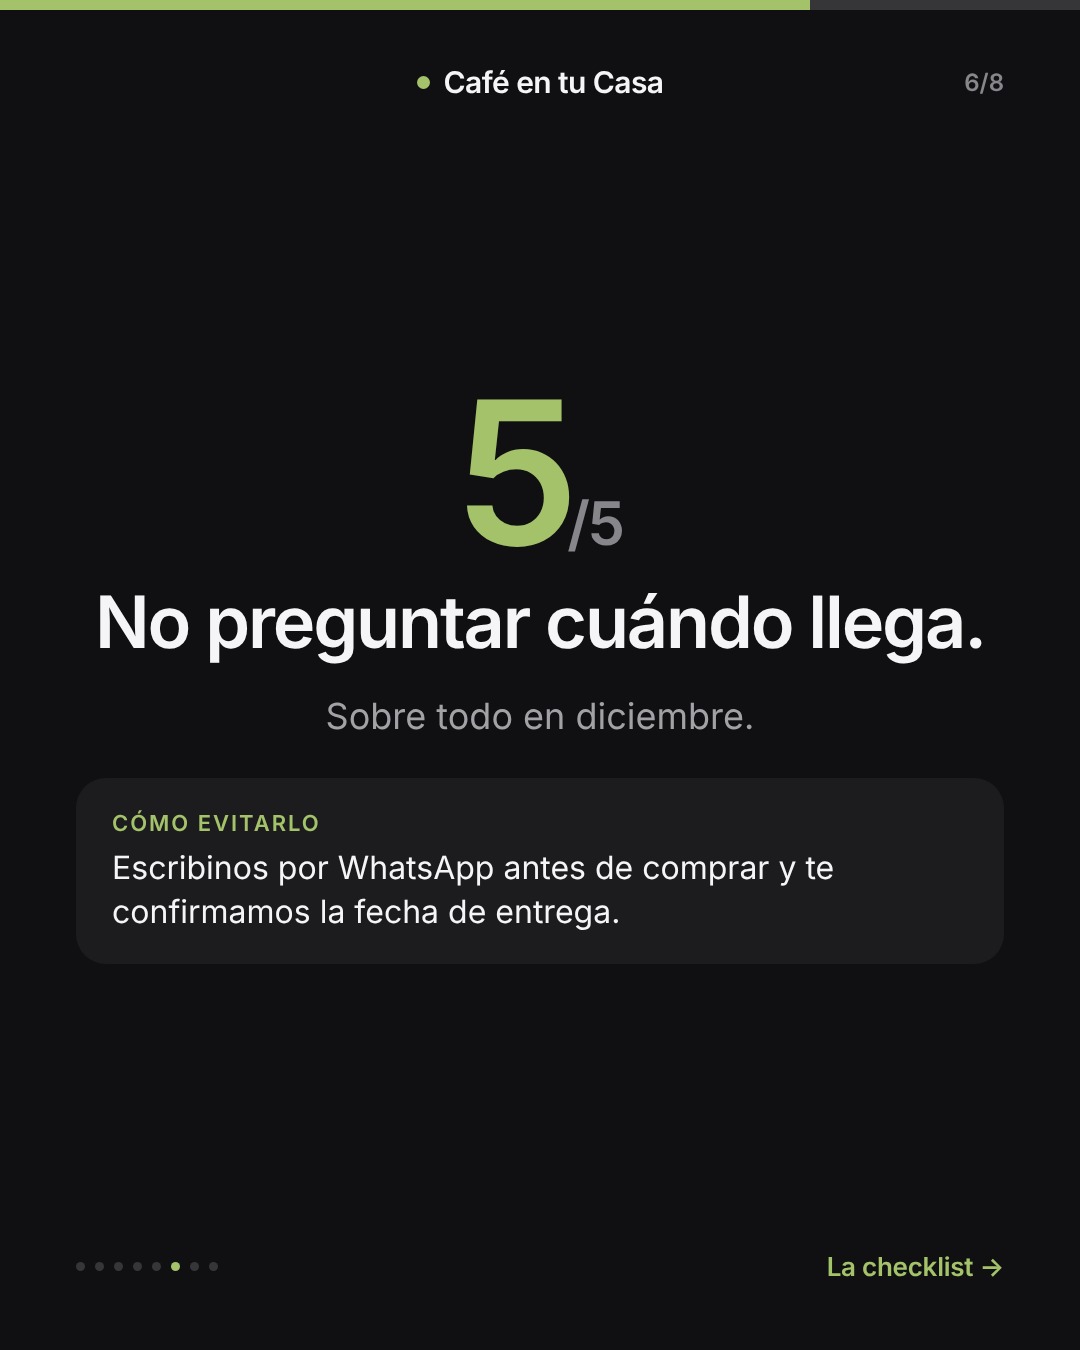 Café en tu Casa
6/8
5/5
No preguntar cuándo llega.
Sobre todo en diciembre.
CÓMO EVITARLO
Escribinos por WhatsApp antes de comprar y te
confirmamos la fecha de entrega.
La checklist →